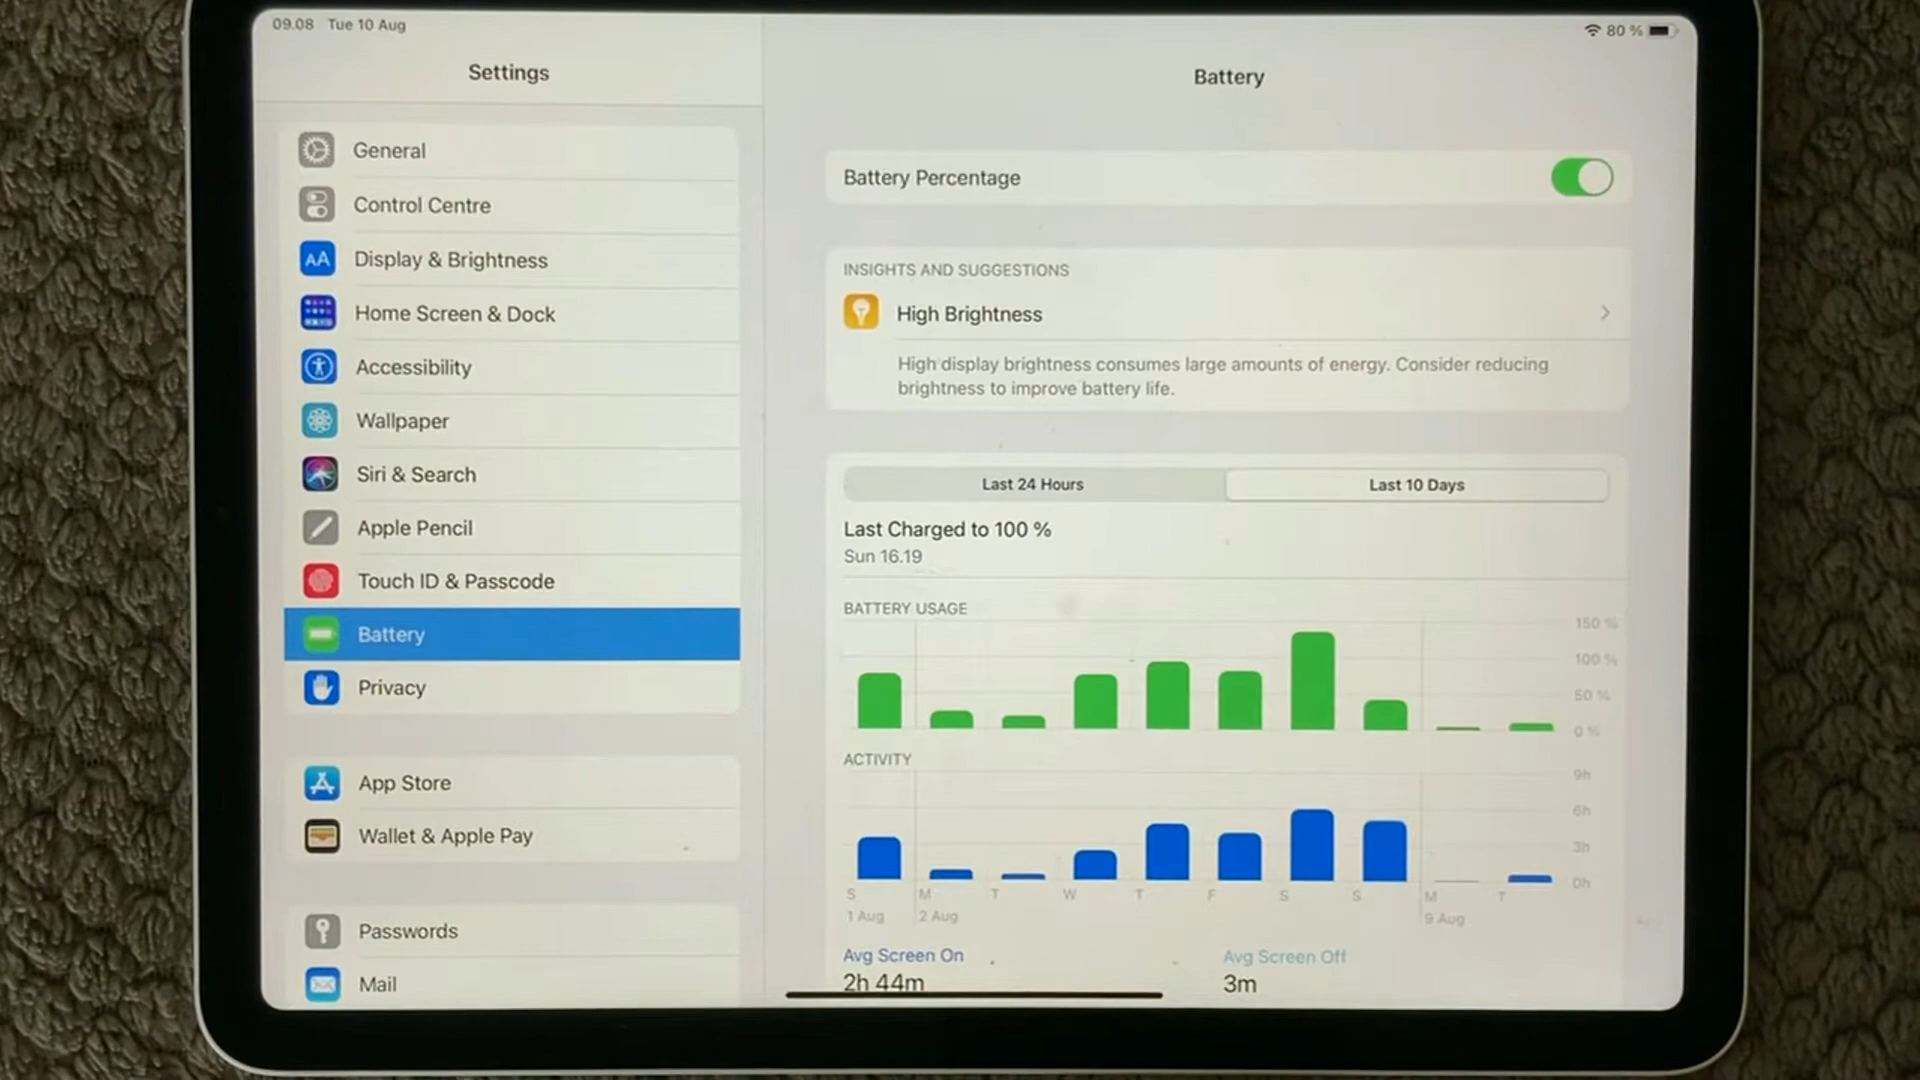 09.08 Tue 10 Aug
80 %
Settings
Battery
General
Control Centre
AA Display & Brightness
Home Screen & Dock
Accessibility
Wallpaper
Siri & Search
Apple Pencil
Touch ID & Passcode
Battery
Privacy
App Store
Wallet & Apple Pay
Passwords
Mail
Battery Percentage
INSIGHTS AND SUGGESTIONS
High Brightness
High display brightness consumes large amounts of energy. Consider reducing
brightness to improve battery life.
Last 24 Hours Last 10 Days
Last Charged to 100 %
Sun 16.19
BATTERY USAGE
150 %
100 %
50 %
0 %
ACTIVITY
9h
6h
3h
0h
S M T W T F S S M T
1 Aug 2 Aug 9 Aug
Avg Screen On Avg Screen Off
2h 44m 3m